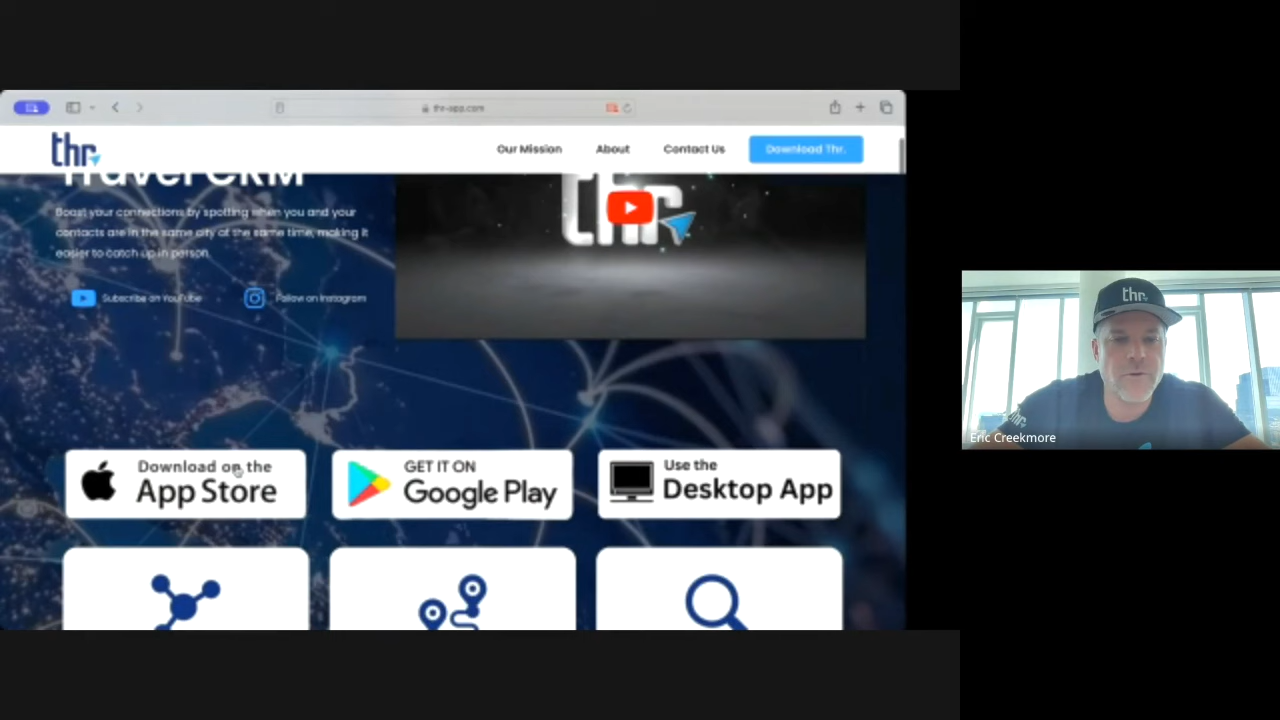 thr-app.com
thr
Our Mission
About
Contact Us
Download Thr.
Travel CRM
Boost your connections by spotting when you and your
contacts are in the same city at the same time, making it
easier to catch up in person.
thr
Subscribe on YouTube
Follow on Instagram
Download on the
App Store
GET IT ON
Google Play
Use the
Desktop App
thr
thr
Eric Creekmore